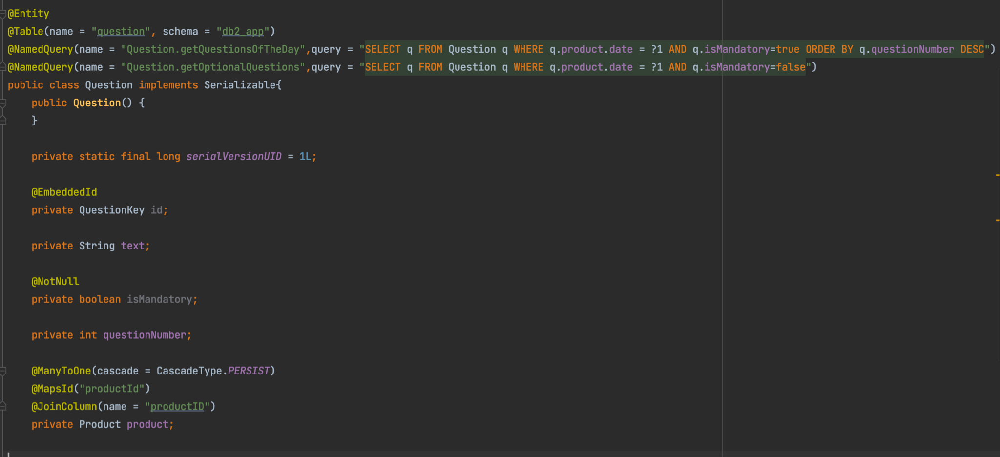 @Entity
@Table(name = "question", schema = "db2_app")
@NamedQuery(name = "Question.getQuestionsOfTheDay",query = "SELECT q FROM Question q WHERE q.product.date = ?1 AND q.isMandatory=true ORDER BY q.questionNumber DESC")
@NamedQuery(name = "Question.getOptionalQuestions",query = "SELECT q FROM Question q WHERE q.product.date = ?1 AND q.isMandatory=false")
public class Question implements Serializable{
    public Question() {
    }
    private static final long serialVersionUID = 1L;
    @EmbeddedId
    private QuestionKey id;
    private String text;
    @NotNull
    private boolean isMandatory;
    private int questionNumber;
    @ManyToOne(cascade = CascadeType.PERSIST)
    @MapsId("productId")
    @JoinColumn(name = "productID")
    private Product product;